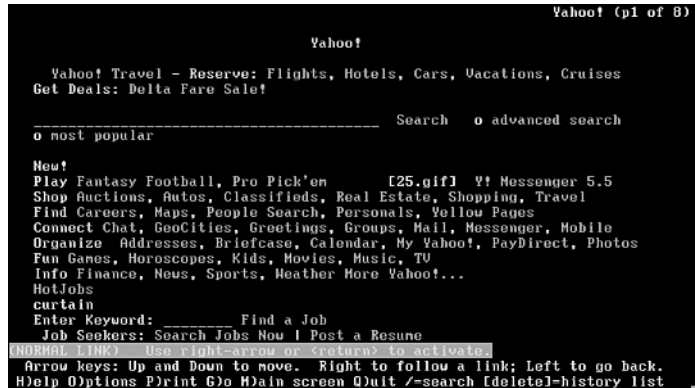 Yahoo! (p1 of 8)
Yahoo!
Yahoo! Travel - Reserve: Flights, Hotels, Cars, Vacations, Cruises
Get Deals: Delta Fare Sale!
________________________________________ Search o advanced search
o most popular
New!
Play Fantasy Football, Pro Pick'em [25.gif] Y! Messenger 5.5
Shop Auctions, Autos, Classifieds, Real Estate, Shopping, Travel
Find Careers, Maps, People Search, Personals, Yellow Pages
Connect Chat, GeoCities, Greetings, Groups, Mail, Messenger, Mobile
Organize Addresses, Briefcase, Calendar, My Yahoo!, PayDirect, Photos
Fun Games, Horoscopes, Kids, Movies, Music, TV
Info Finance, News, Sports, Weather More Yahoo!...
HotJobs
curtain
Enter Keyword: ________ Find a Job
Job Seekers: Search Jobs Now | Post a Resume
(NORMAL LINK) Use right-arrow or <return> to activate.
Arrow keys: Up and Down to move. Right to follow a link; Left to go back.
H)elp O)ptions P)rint G)o M)ain screen Q)uit /=search [delete]=history list